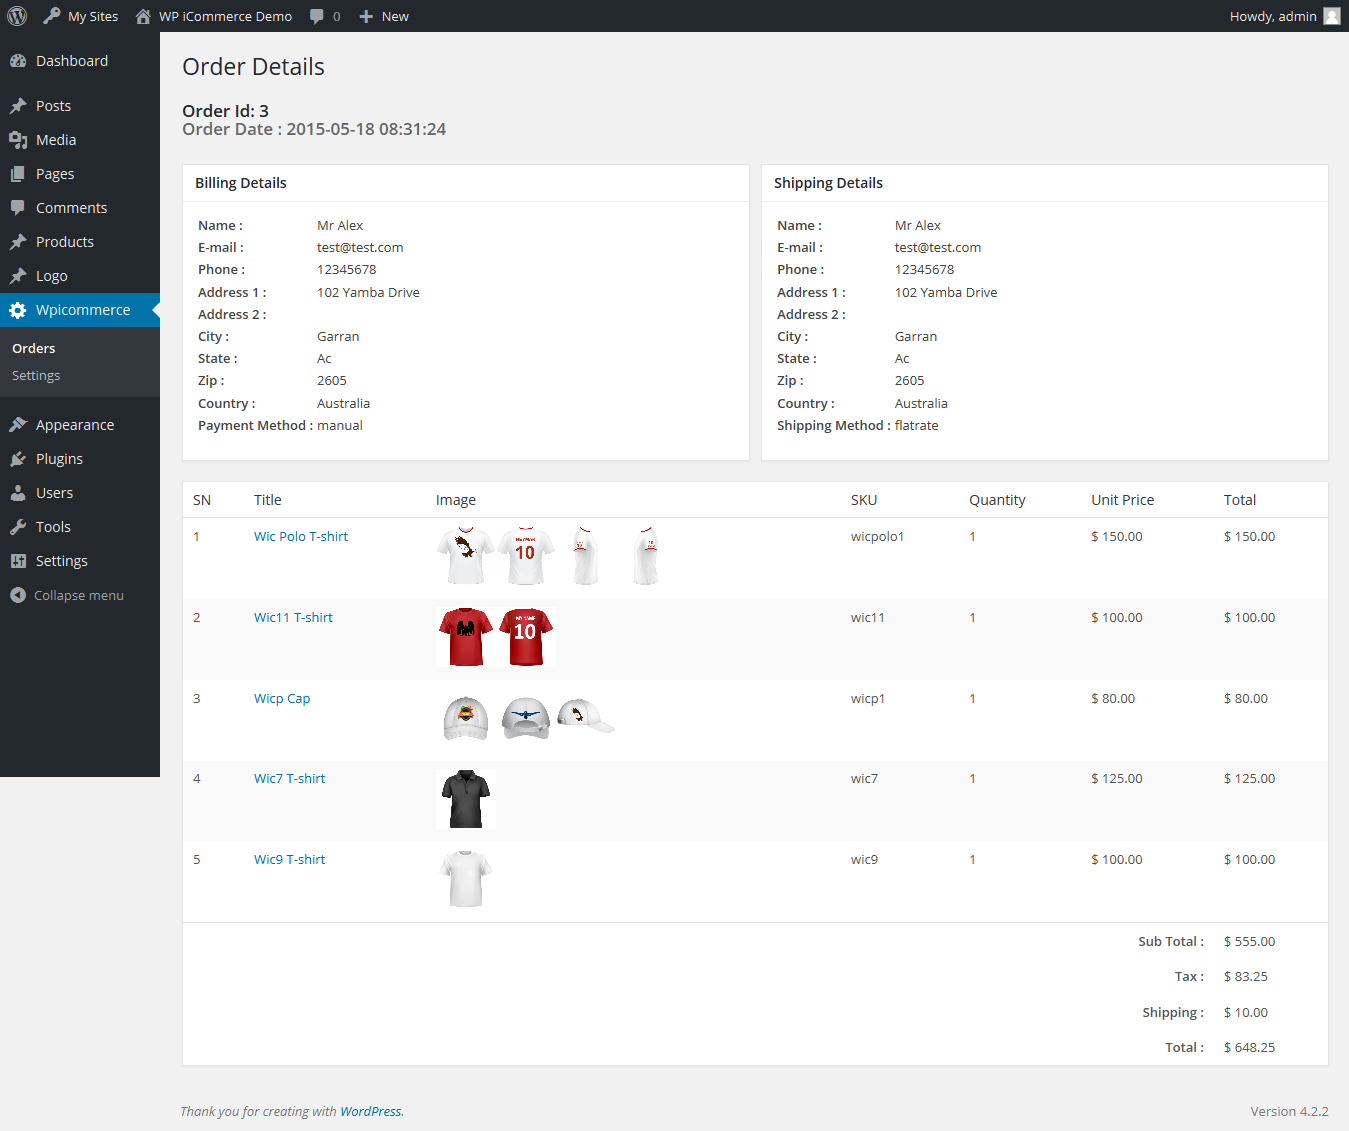 My Sites WP iCommerce Demo 0 New Howdy, admin
Dashboard
Posts
Media
Pages
Comments
Products
Logo
Wpicommerce
Orders
Settings
Appearance
Plugins
Users
Tools
Settings
Collapse menu
Order Details
Order Id: 3
Order Date : 2015-05-18 08:31:24
Billing Details
Name : Mr Alex
E-mail : test@test.com
Phone : 12345678
Address 1 : 102 Yamba Drive
Address 2 :
City : Garran
State : Ac
Zip : 2605
Country : Australia
Payment Method : manual
Shipping Details
Name : Mr Alex
E-mail : test@test.com
Phone : 12345678
Address 1 : 102 Yamba Drive
Address 2 :
City : Garran
State : Ac
Zip : 2605
Country : Australia
Shipping Method : flatrate
SN Title Image SKU Quantity Unit Price Total
1 Wic Polo T-shirt wicpolo1 1 $ 150.00 $ 150.00
NEYMAR
10
2 Wic11 T-shirt wic11 1 $ 100.00 $ 100.00
MY NAME
10
3 Wicp Cap wicp1 1 $ 80.00 $ 80.00
4 Wic7 T-shirt wic7 1 $ 125.00 $ 125.00
5 Wic9 T-shirt wic9 1 $ 100.00 $ 100.00
Sub Total : $ 555.00
Tax : $ 83.25
Shipping : $ 10.00
Total : $ 648.25
Thank you for creating with WordPress. Version 4.2.2